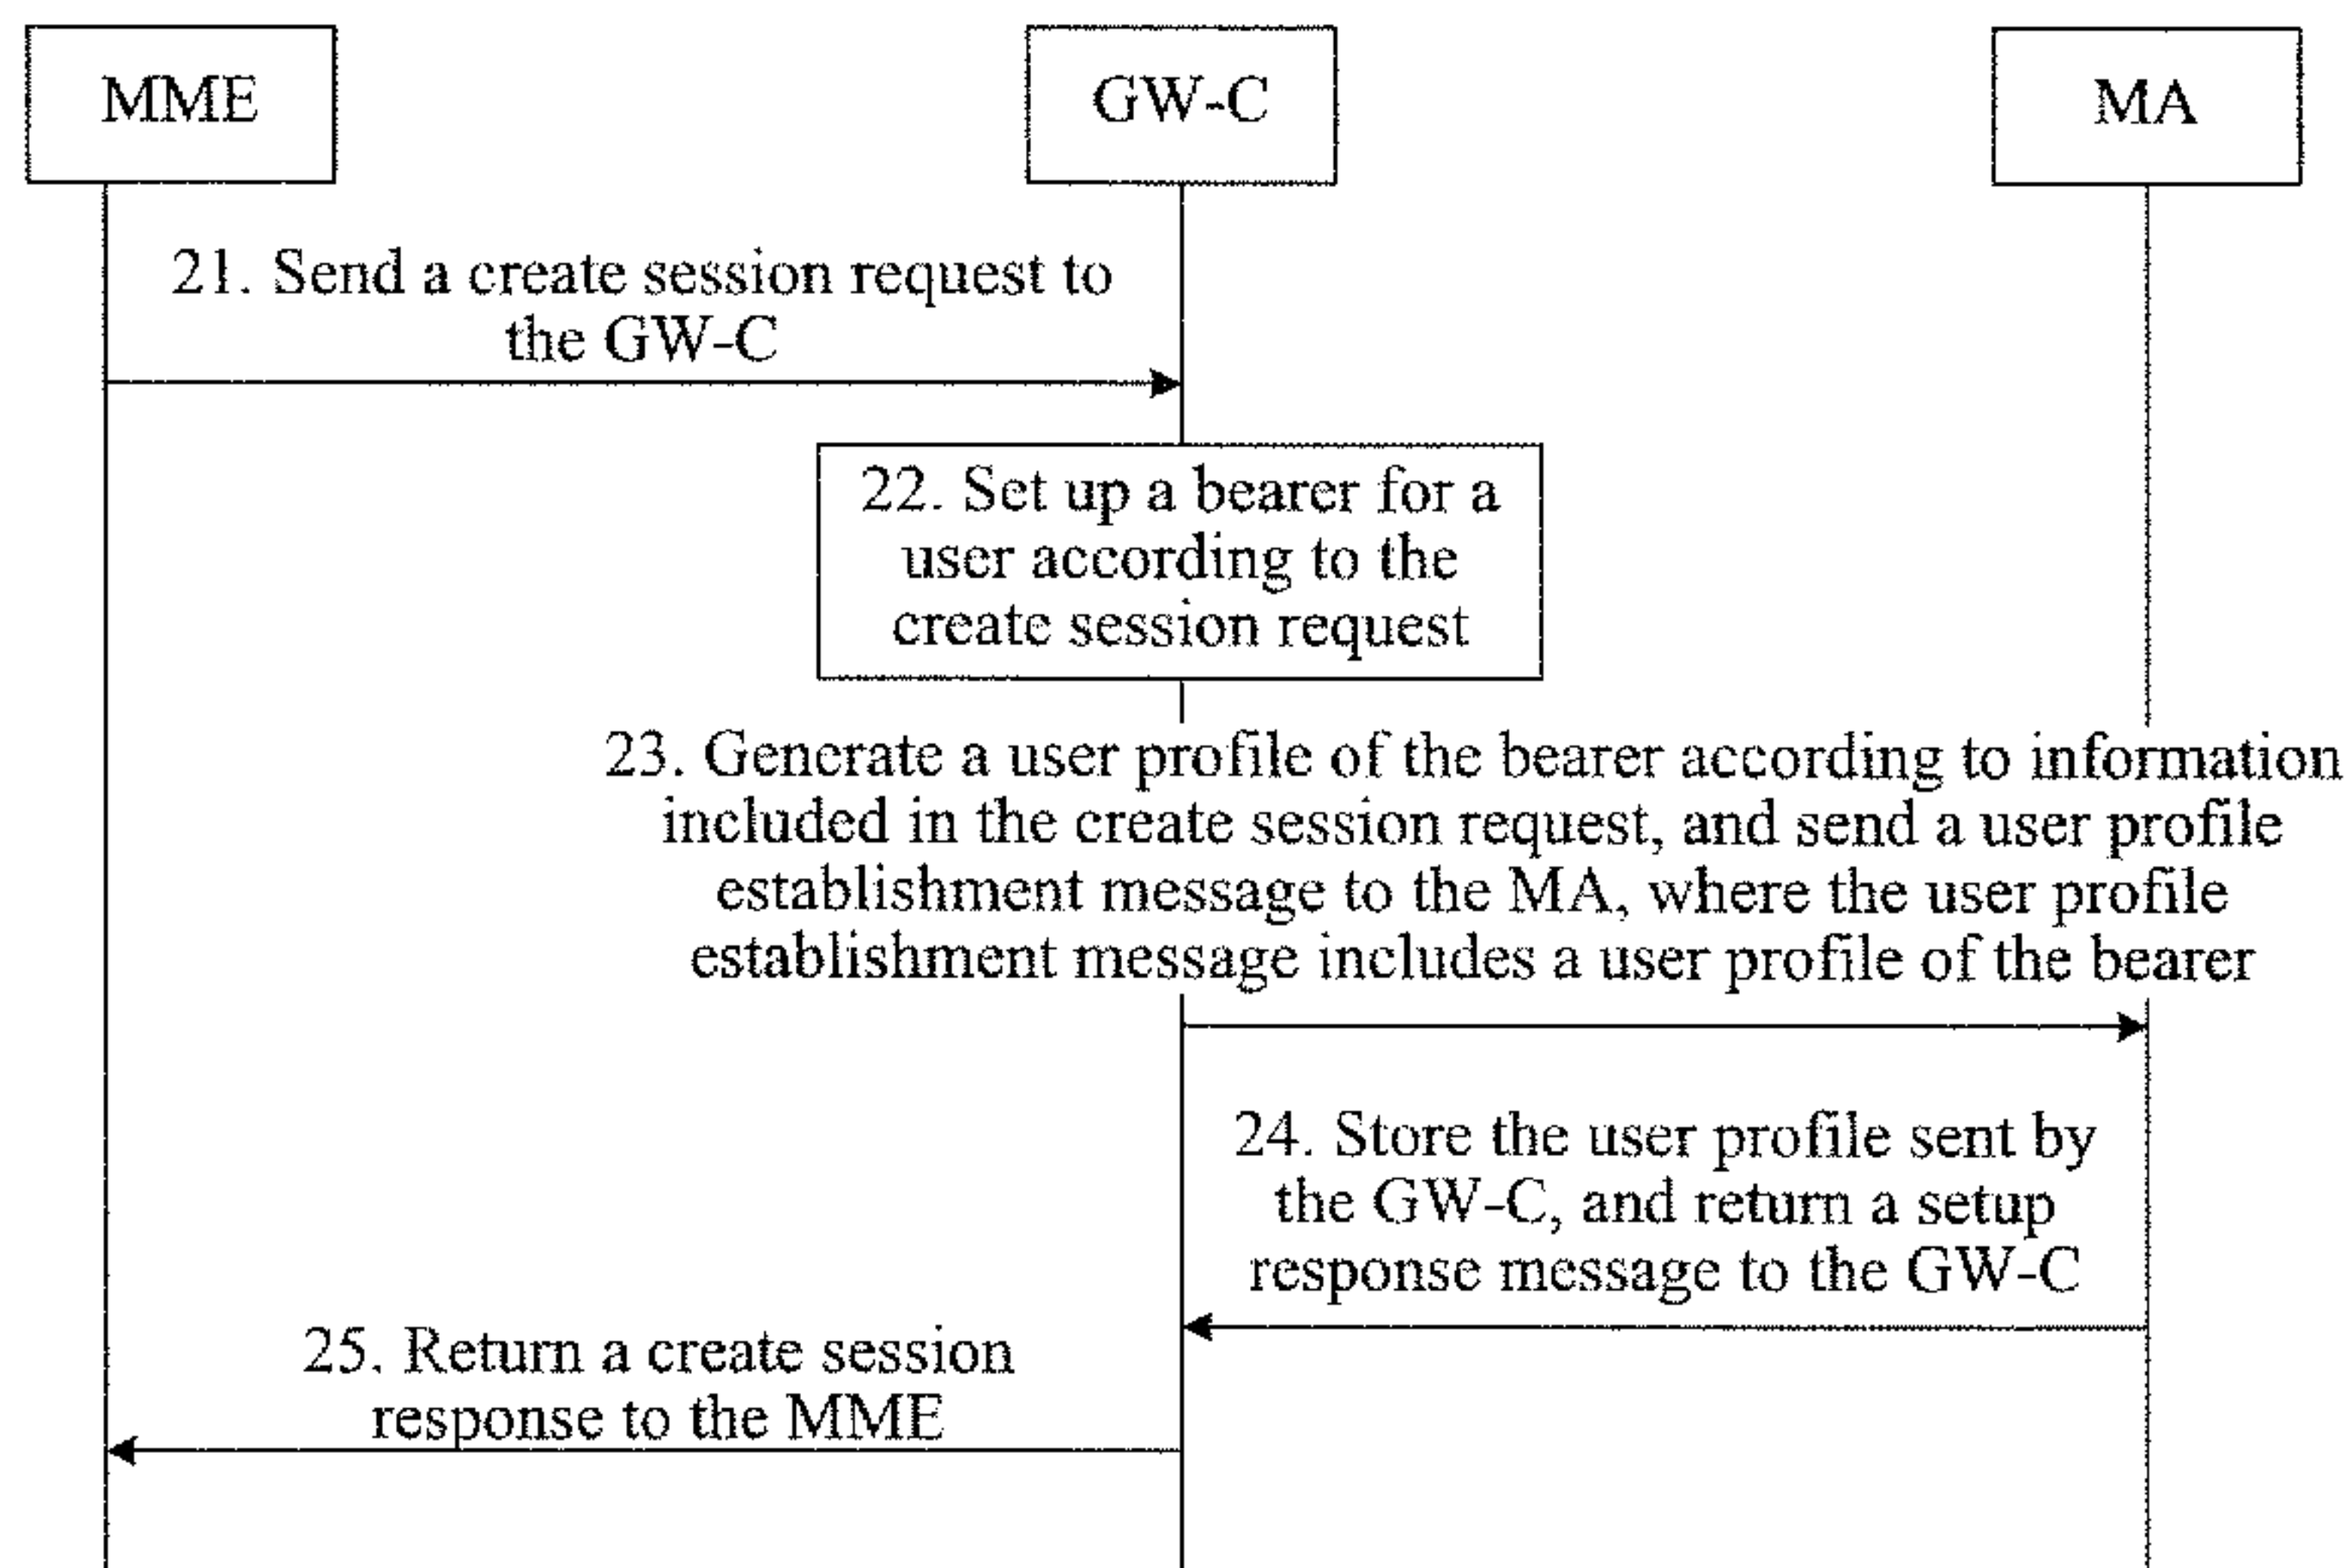 MME
GW-C
MA
21. Send a create session request to
the GW-C
22. Set up a bearer for a
user according to the
create session request
23. Generate a user profile of the bearer according to information
included in the create session request, and send a user profile
establishment message to the MA, where the user profile
establishment message includes a user profile of the bearer
24. Store the user profile sent by
the GW-C, and return a setup
response message to the GW-C
25. Return a create session
response to the MME